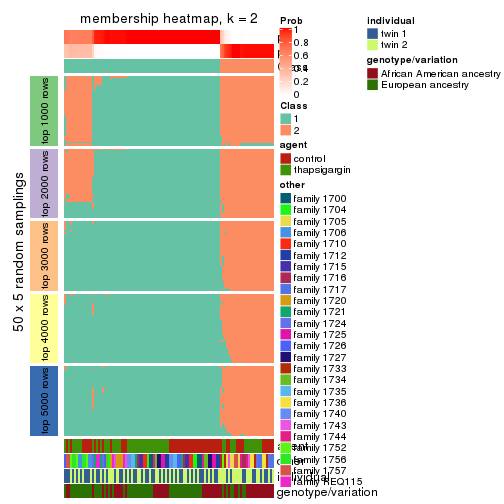 membership heatmap, k = 2
50 x 5 random samplings
top 1000 rows
top 2000 rows
top 3000 rows
top 4000 rows
top 5000 rows
Prob
1
0.8
0.6
0.4
0.2
0
Class
1
2
agent
control
thapsigargin
other
family 1700
family 1704
family 1705
family 1706
family 1710
family 1712
family 1715
family 1716
family 1717
family 1720
family 1721
family 1724
family 1725
family 1726
family 1727
family 1733
family 1734
family 1735
family 1736
family 1740
family 1743
family 1744
family 1752
family 1756
family 1757
family REQ115
individual
twin 1
twin 2
genotype/variation
African American ancestry
European ancestry
individual
genotype/variation